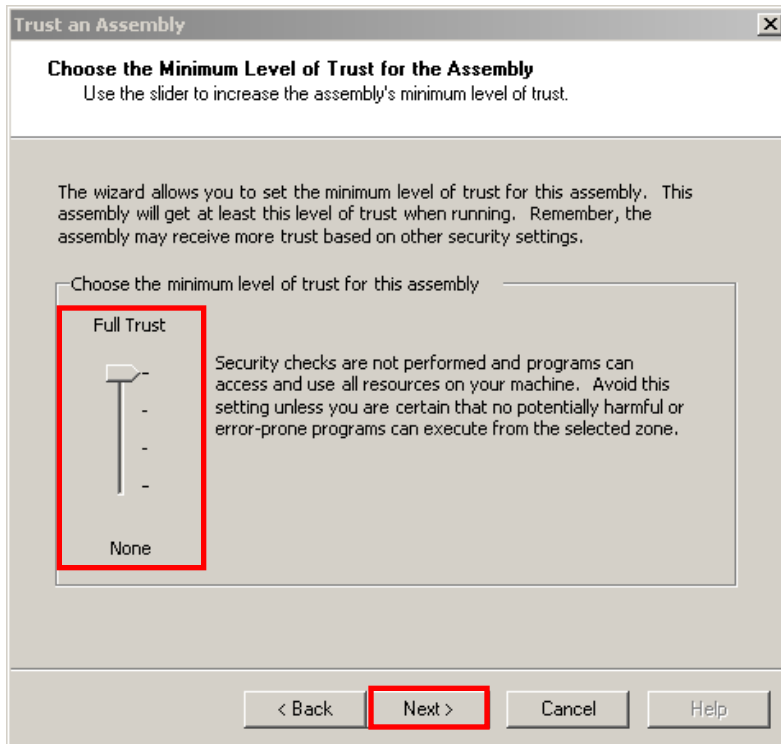 Trust an Assembly
Choose the Minimum Level of Trust for the Assembly
Use the slider to increase the assembly's minimum level of trust.
The wizard allows you to set the minimum level of trust for this assembly. This
assembly will get at least this level of trust when running. Remember, the
assembly may receive more trust based on other security settings.
Choose the minimum level of trust for this assembly
Full Trust
Security checks are not performed and programs can
access and use all resources on your machine. Avoid this
setting unless you are certain that no potentially harmful or
error-prone programs can execute from the selected zone.
None
< Back
Next >
Cancel
Help